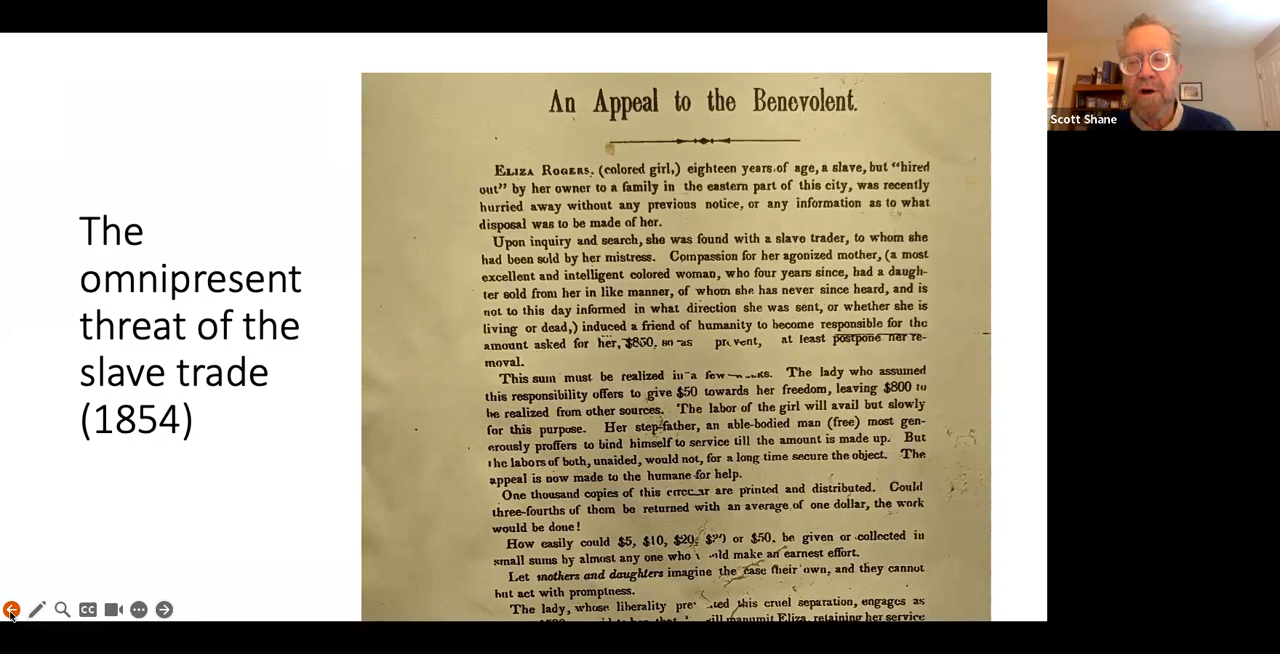 The
omnipresent
threat of the
slave trade
(1854)
An Appeal to the Benevolent.
ELIZA ROGERS, (colored girl,) eighteen years of age, a slave, but “hired
out” by her owner to a family in the eastern part of this city, was recently
hurried away without any previous notice, or any information as to what
disposal was to be made of her.
Upon inquiry and search, she was found with a slave trader, to whom she
had been sold by her mistress. Compassion for her agonized mother, (a most
excellent and intelligent colored woman, who four years since, had a daugh-
ter sold from her in like manner, of whom she has never since heard, and is
not to this day informed in what direction she was sent, or whether she is
living or dead,) induced a friend of humanity to become responsible for the
amount asked for her, $850, so as at least postpone her re-
moval.
This sum must be realized in a few The lady who assumed
this responsibility offers to give $50 towards her freedom, leaving $800 to
be realized from other sources. The labor of the girl will avail but slowly
for this purpose. Her step-father, an able-bodied man (free) most gen-
erously proffers to bind himself to service till the amount is made up. But
the labors of both, unaided, would not, for a long time secure the object. The
appeal is now made to the humane for help.
One thousand copies of this are printed and distributed. Could
three-fourths of them be returned with an average of one dollar, the work
would be done!
How easily could $5, $10, $20, or $50, be given or collected in
small sums by almost any one who make an earnest effort.
Let mothers and daughters imagine the case their own, and they cannot
but act with promptness.
The lady, whose liberality this cruel separation, engages as
manumit Eliza, retaining her service
Scott Shane
CC